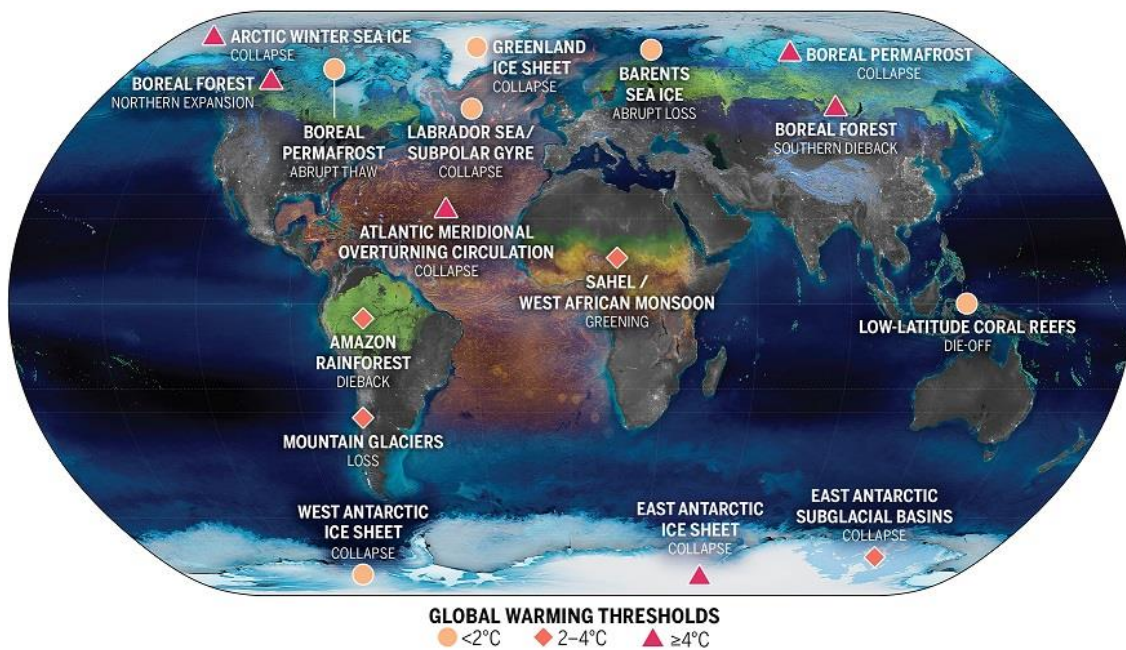 ARCTIC WINTER SEA ICE
COLLAPSE
GREENLAND
ICE SHEET
COLLAPSE
BARENTS
SEA ICE
ABRUPT LOSS
BOREAL PERMAFROST
COLLAPSE
BOREAL FOREST
NORTHERN EXPANSION
BOREAL
PERMAFROST
ABRUPT THAW
LABRADOR SEA/
SUBPOLAR GYRE
COLLAPSE
BOREAL FOREST
SOUTHERN DIEBACK
ATLANTIC MERIDIONAL
OVERTURNING CIRCULATION
COLLAPSE
SAHEL /
WEST AFRICAN MONSOON
GREENING
LOW-LATITUDE CORAL REEFS
DIE-OFF
AMAZON
RAINFOREST
DIEBACK
MOUNTAIN GLACIERS
LOSS
WEST ANTARCTIC
ICE SHEET
COLLAPSE
EAST ANTARCTIC
ICE SHEET
COLLAPSE
EAST ANTARCTIC
SUBGLACIAL BASINS
COLLAPSE
GLOBAL WARMING THRESHOLDS
<2°C 2–4°C ≥4°C